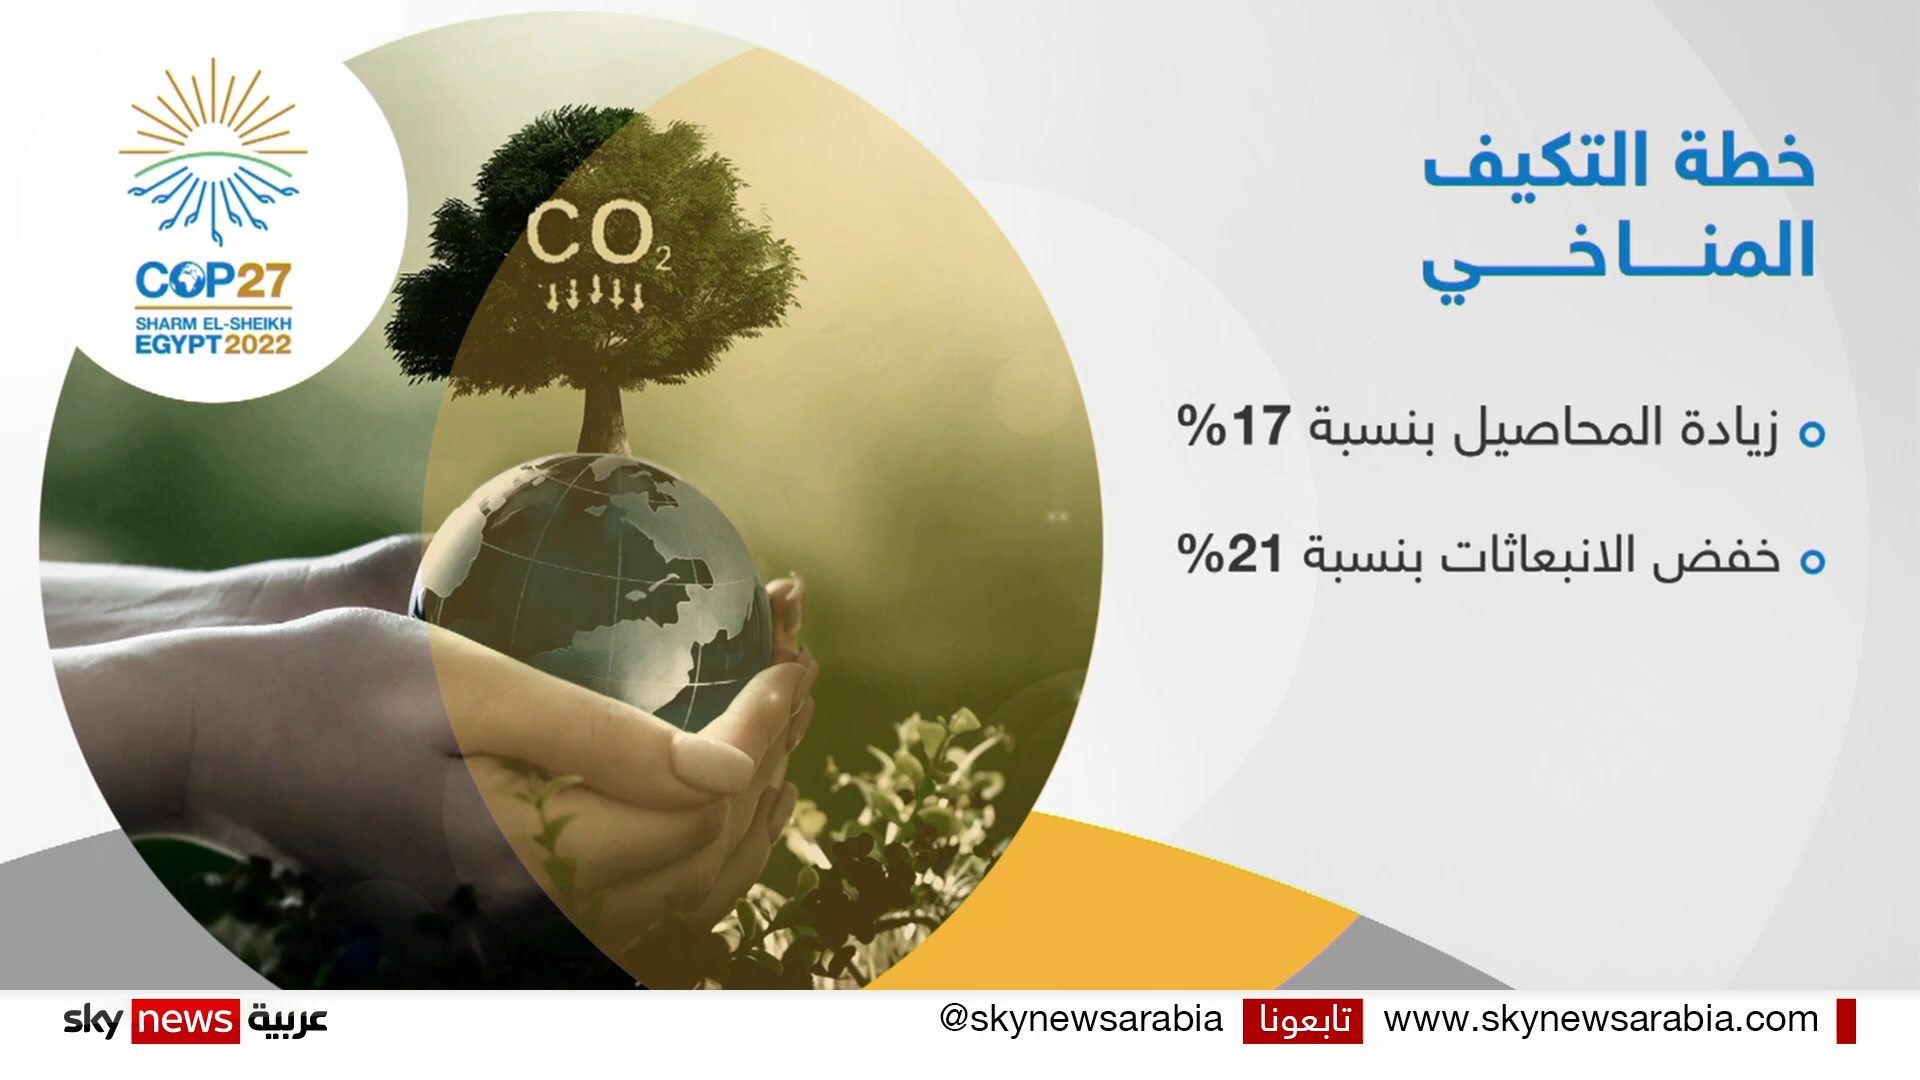 خطة التكيف
المناخي
زيادة المحاصيل بنسبة 17%
خفض الانبعاثات بنسبة 21%
CO₂
COP27
SHARM EL-SHEIKH
EGYPT 2022
sky news عربية
@skynewsarabia تابعونا www.skynewsarabia.com